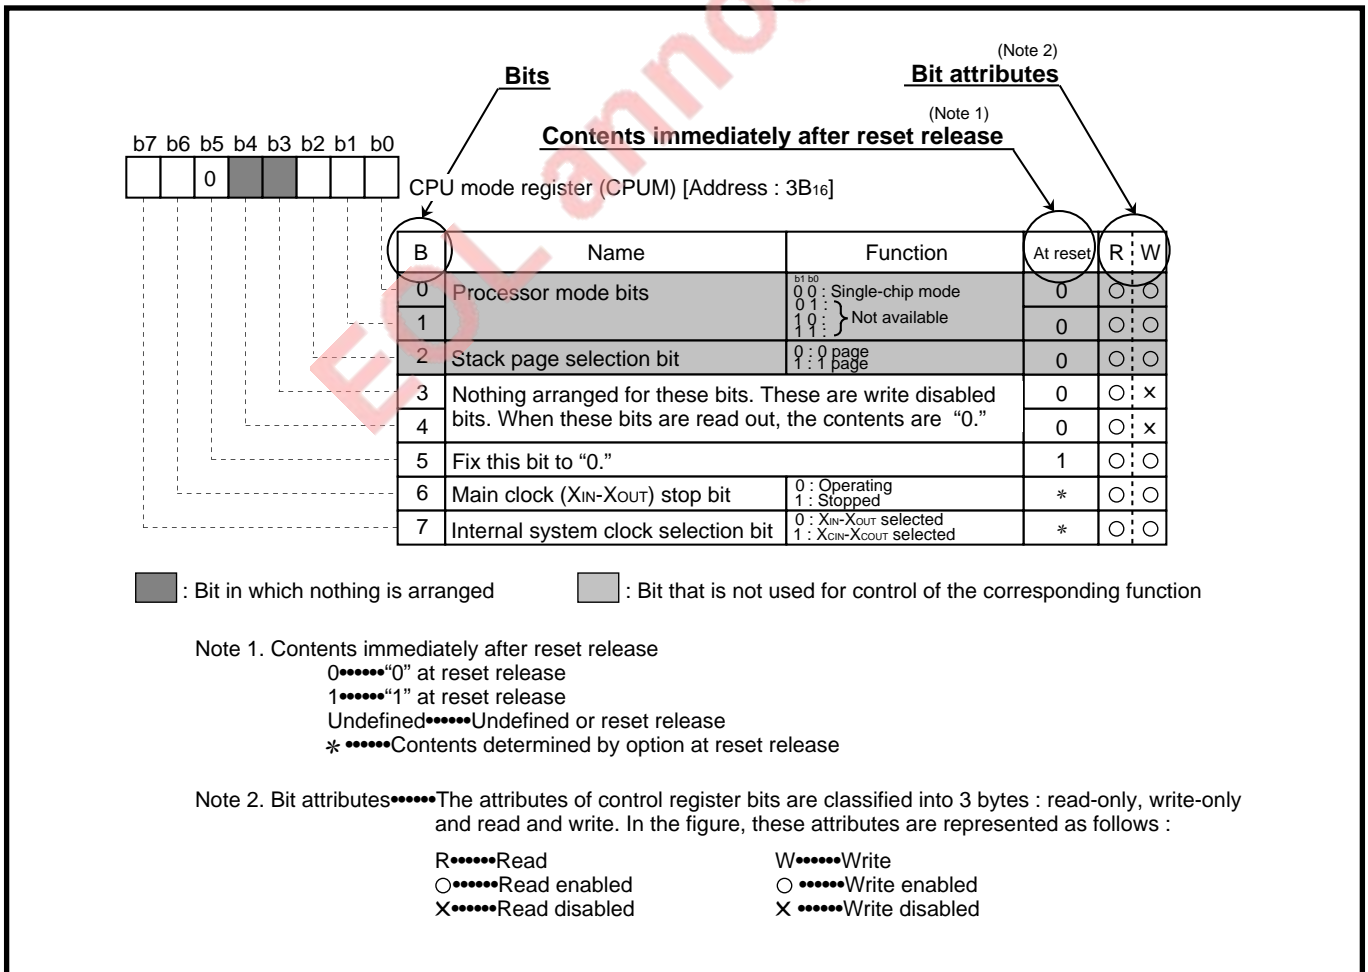 (Note 2)
Bits
Bit attributes
(Note 1)
Contents immediately after reset release
b7 b6 b5 b4 b3 b2 b1 b0
0
CPU mode register (CPUM) [Address : 3B16]
B Name Function At reset R W
0 Processor mode bits b1 b0 0 0 : Single-chip mode 0 ○ ○
0 1 :
1 1 0 : } Not available 0 ○ ○
1 1 :
2 Stack page selection bit 0 : 0 page 0 ○ ○
1 : 1 page
3 Nothing arranged for these bits. These are write disabled 0 ○ ×
4 bits. When these bits are read out, the contents are “0.” 0 ○ ×
5 Fix this bit to “0.” 1 ○ ○
6 Main clock (XIN-XOUT) stop bit 0 : Operating * ○ ○
1 : Stopped
7 Internal system clock selection bit 0 : XIN-XOUT selected * ○ ○
1 : XCIN-XCOUT selected
: Bit in which nothing is arranged : Bit that is not used for control of the corresponding function
Note 1. Contents immediately after reset release
0••••••“0” at reset release
1••••••“1” at reset release
Undefined••••••Undefined or reset release
* ••••••Contents determined by option at reset release
Note 2. Bit attributes••••••The attributes of control register bits are classified into 3 bytes : read-only, write-only
and read and write. In the figure, these attributes are represented as follows :
R••••••Read W••••••Write
○••••••Read enabled ○ ••••••Write enabled
×••••••Read disabled × ••••••Write disabled
EOL anno